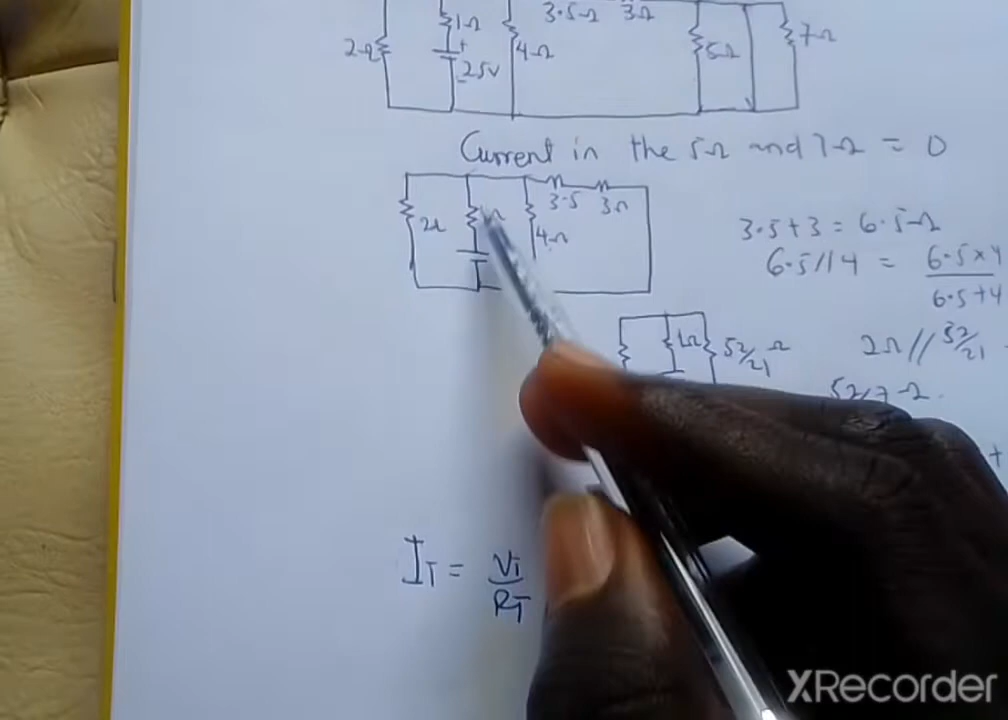 3.5Ω 3Ω
2Ω 1Ω + 25V 4Ω 5Ω 7Ω
Current in the 5Ω and 7Ω = 0
2Ω 4Ω 3.5 3Ω
3.5+3 = 6.5Ω
6.5//4 = 6.5×4
6.5+4
1Ω 52/21 Ω
2Ω//52/21
IT = VT
RT
+
XRecorder